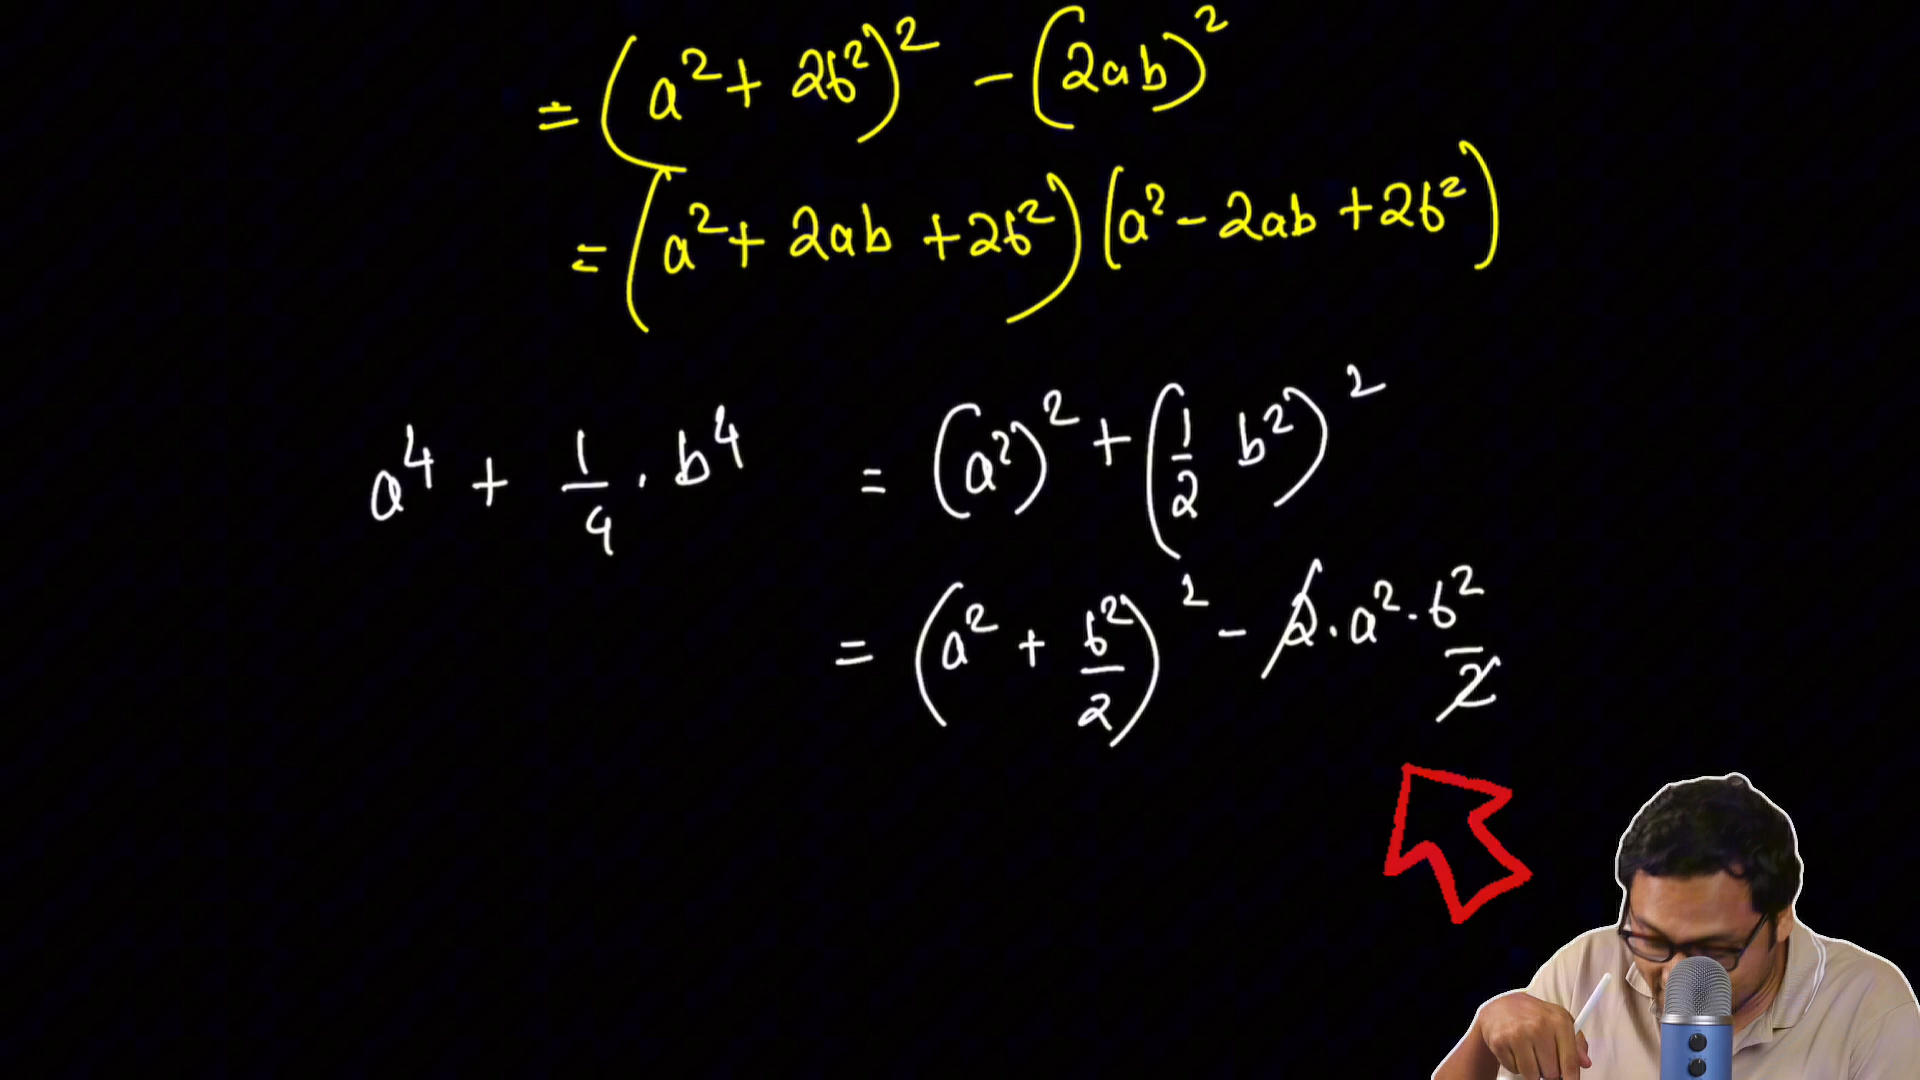 = (a² + 2b²)² - (2ab)²
= (a² + 2ab + 2b²) (a² - 2ab + 2b²)
a⁴ + 1/4 · b⁴ = (a²)² + (1/2 b²)²
= (a² + b²/2)² - 2 · a² · b²/2